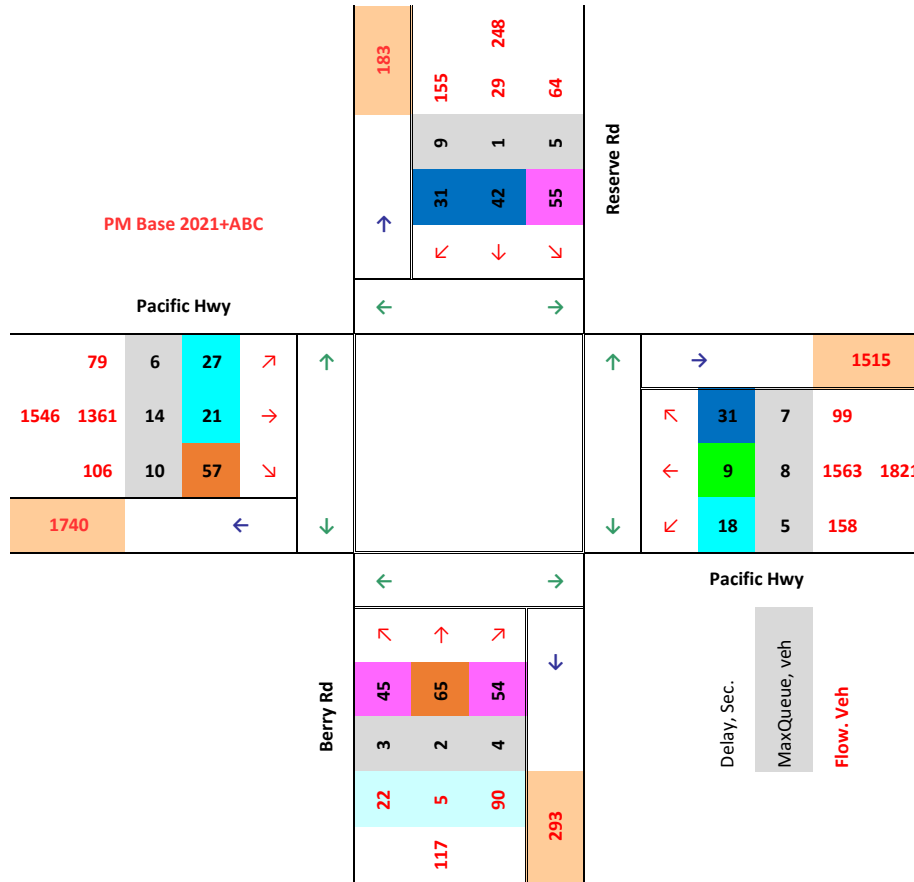 183
248
155 29 64
9 1 5
31 42 55
Reserve Rd
PM Base 2021+ABC
↑
↙ ↓ ↘
Pacific Hwy
← →
79 6 27 ↗ ↑
1546 1361 14 21 →
106 10 57 ↘
1740 ← ↓
↑ → 1515
↖ 31 7 99
← 9 8 1563 1821
↓ ↙ 18 5 158
← →
Pacific Hwy
Berry Rd
↖ ↑ ↗ ↓
45 65 54
3 2 4
22 5 90
117
293
Delay, Sec.
MaxQueue, veh
Flow. Veh